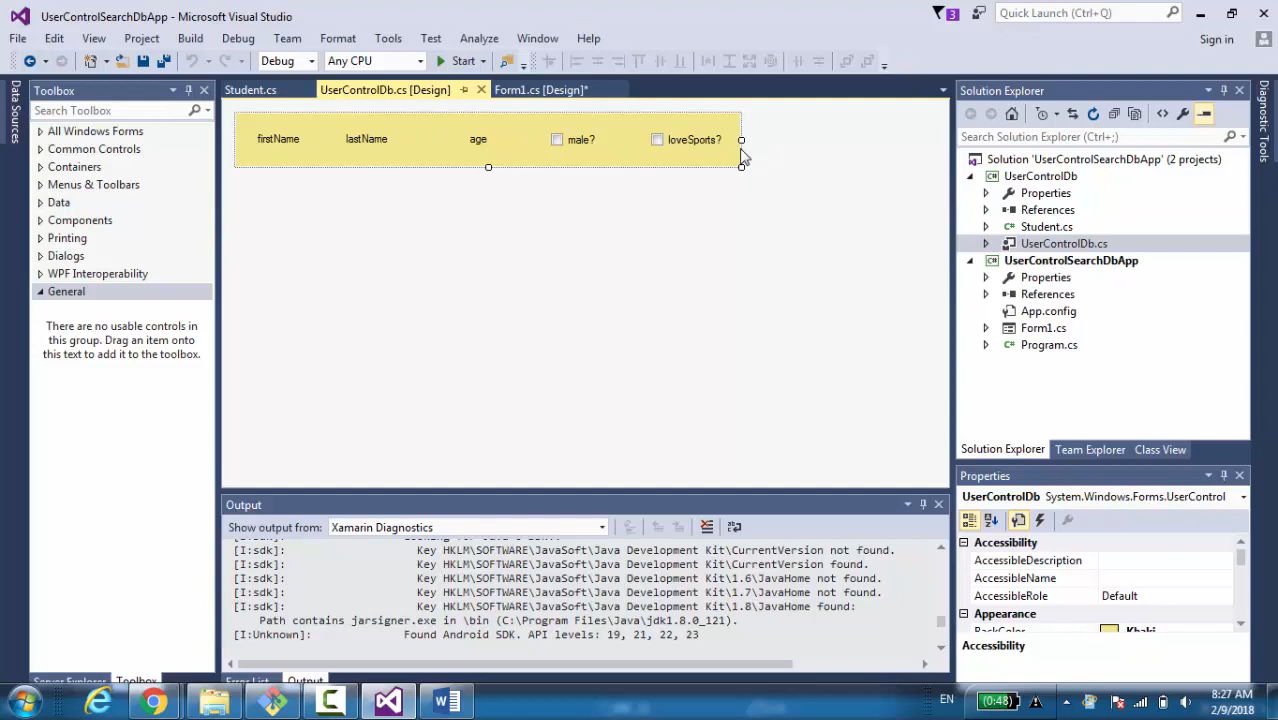 UserControlSearchDbApp - Microsoft Visual Studio
3
Quick Launch (Ctrl+Q)
File Edit View Project Build Debug Team Format Tools Test Analyze Window Help
Sign in
Debug
Any CPU
Start
Data Sources
Toolbox
Search Toolbox
All Windows Forms
Common Controls
Containers
Menus & Toolbars
Data
Components
Printing
Dialogs
WPF Interoperability
General
There are no usable controls in
this group. Drag an item onto
this text to add it to the toolbox.
Server Explorer Toolbox
Student.cs UserControlDb.cs [Design] Form1.cs [Design]*
firstName lastName age male? loveSports?
Output
Show output from: Xamarin Diagnostics
[I:sdk]:
[I:sdk]: Key HKLM\SOFTWARE\JavaSoft\Java Development Kit\CurrentVersion not found.
[I:sdk]: Key HKLM\SOFTWARE\JavaSoft\Java Development Kit\CurrentVersion found.
[I:sdk]: Key HKLM\SOFTWARE\JavaSoft\Java Development Kit\1.6\JavaHome not found.
[I:sdk]: Key HKLM\SOFTWARE\JavaSoft\Java Development Kit\1.7\JavaHome not found.
[I:sdk]: Key HKLM\SOFTWARE\JavaSoft\Java Development Kit\1.8\JavaHome found:
Path contains jarsigner.exe in \bin (C:\Program Files\Java\jdk1.8.0_121).
[I:Unknown]: Found Android SDK. API levels: 19, 21, 22, 23
Error List Output
Solution Explorer
Search Solution Explorer (Ctrl+;)
Solution 'UserControlSearchDbApp' (2 projects)
UserControlDb
Properties
References
Student.cs
UserControlDb.cs
UserControlSearchDbApp
Properties
References
App.config
Form1.cs
Program.cs
Solution Explorer Team Explorer Class View
Properties
UserControlDb System.Windows.Forms.UserControl
Accessibility
AccessibleDescription
AccessibleName
AccessibleRole Default
Appearance
BackColor Khaki
Accessibility
Diagnostic Tools
EN
(0:48)
8:27 AM
2/9/2018